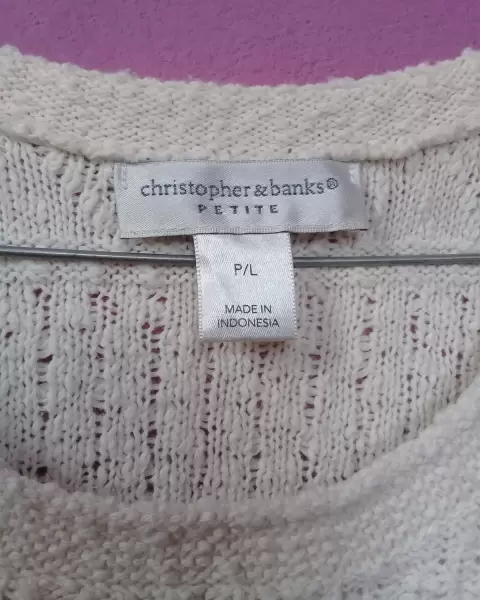 christopher & banks®
PETITE
P/L
MADE IN
INDONESIA